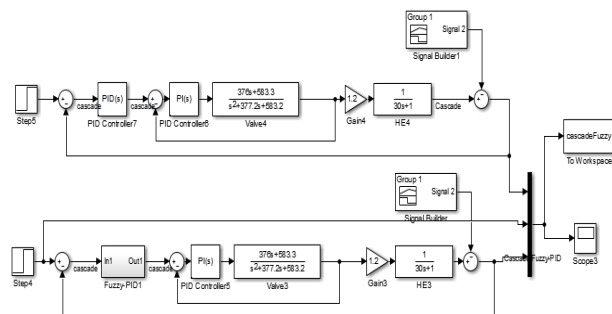 Group 1
Signal 2
Signal Builder1
Step5
cascade
PID(s)
PID Controller7
cascade
PI(s)
PID Controller6
376s+583.3
s²+377.2s+583.2
Valve4
1.2
Gain4
1
30s+1
HE4
Cascade
cascadeFuzzy
To Workspace
Group 1
Signal 2
Signal Builder
Step4
cascade
In1 Out1
Fuzzy-PID1
cascade
PI(s)
PID Controller5
376s+583.3
s²+377.2s+583.2
Valve3
1.2
Gain3
1
30s+1
HE3
CascadeFuzzy-PID
Scope3